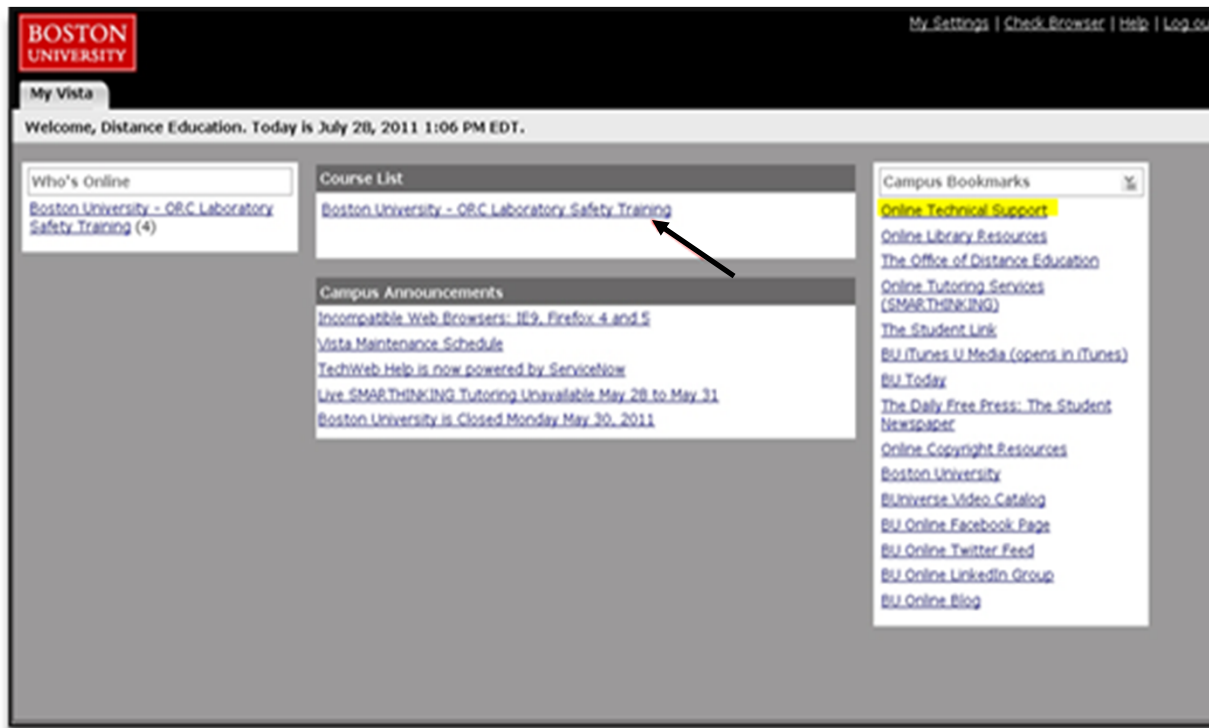 BOSTON
UNIVERSITY
My Settings | Check Browser | Help | Log ou
My Vista
Welcome, Distance Education. Today is July 28, 2011 1:06 PM EDT.
Who's Online
Boston University - ORC Laboratory
Safety Training (4)
Course List
Boston University - ORC Laboratory Safety Training
Campus Announcements
Incompatible Web Browsers: IE9, Firefox 4 and 5
Vista Maintenance Schedule
TechWeb Help is now powered by ServiceNow
Live SMARTHINKING Tutoring Unavailable May 28 to May 31
Boston University is Closed Monday May 30, 2011
Campus Bookmarks
Online Technical Support
Online Library Resources
The Office of Distance Education
Online Tutoring Services
(SMARTHINKING)
The Student Link
BU iTunes U Media (opens in iTunes)
BU Today
The Daily Free Press: The Student
Newspaper
Online Copyright Resources
Boston University
BUniverse Video Catalog
BU Online Facebook Page
BU Online Twitter Feed
BU Online LinkedIn Group
BU Online Blog